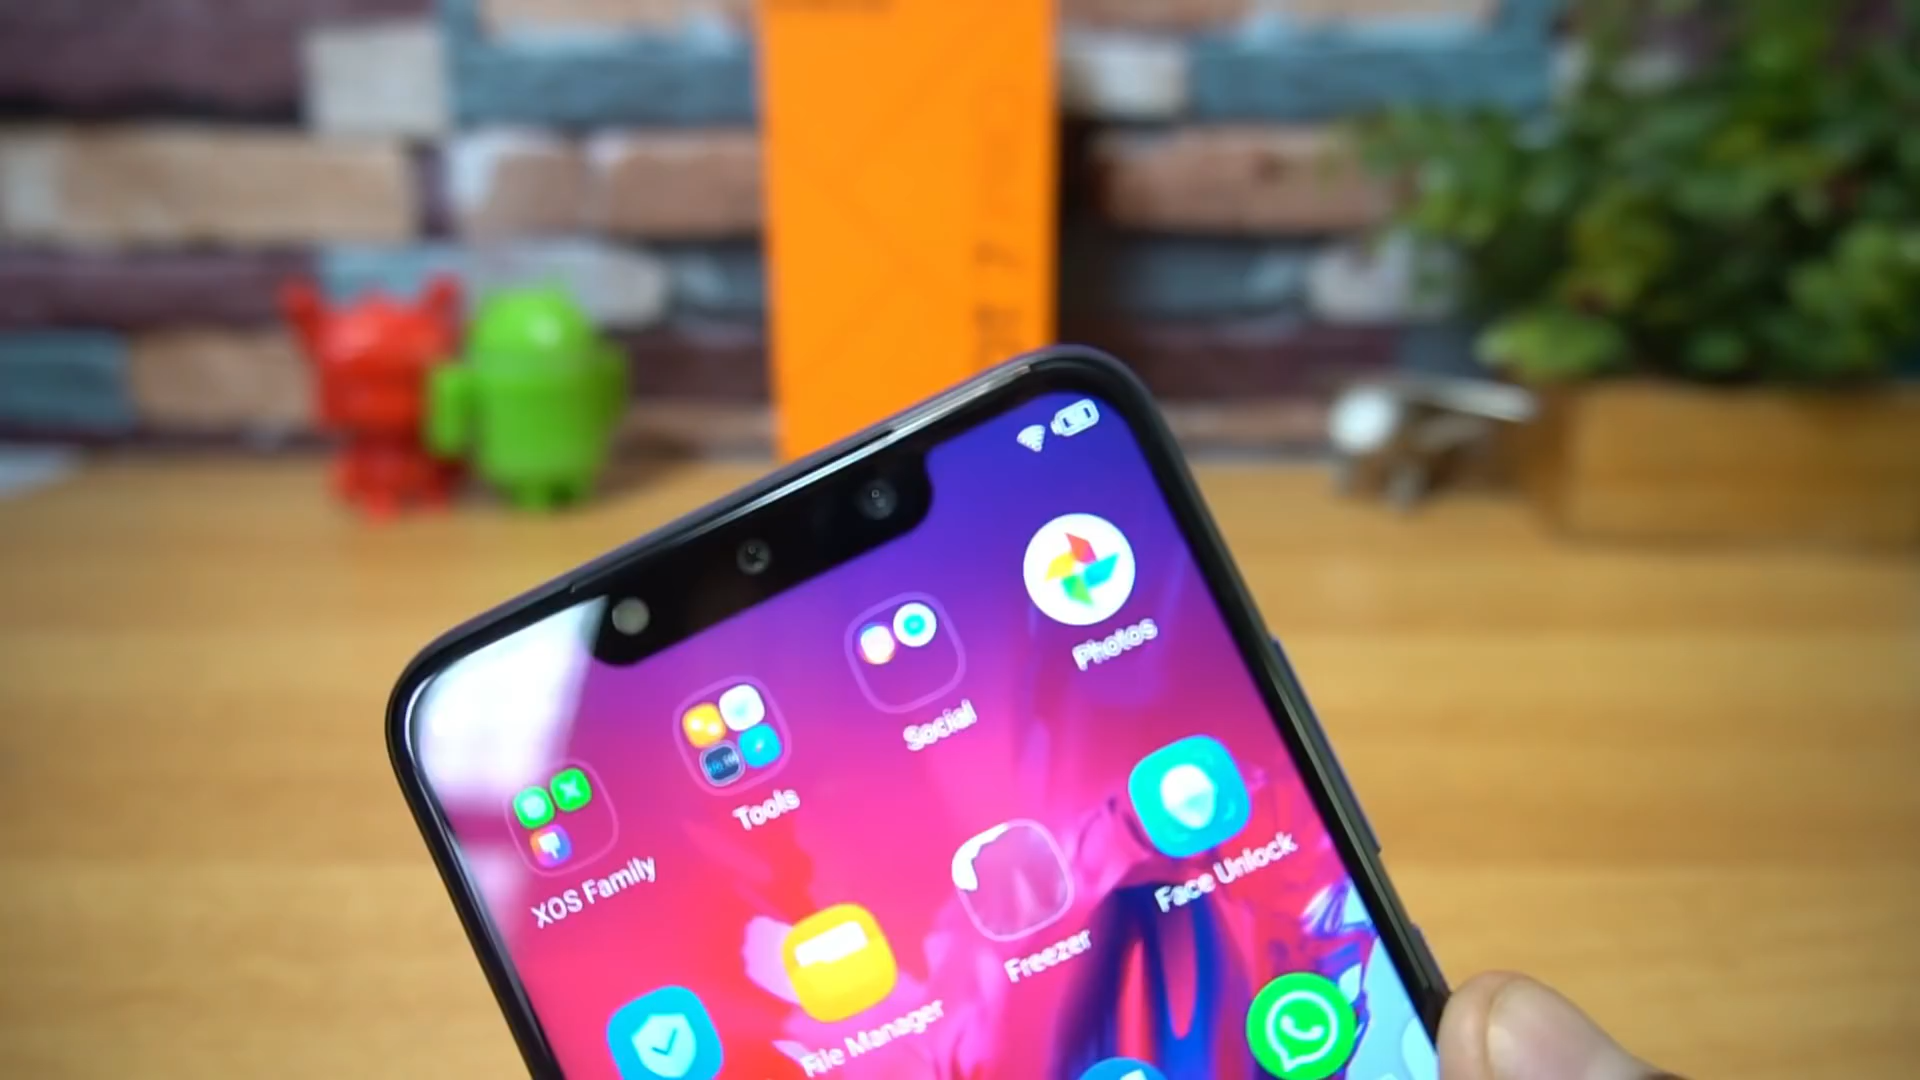 Photos
Social
Tools
XOS Family
Face Unlock
Freezer
File Manager